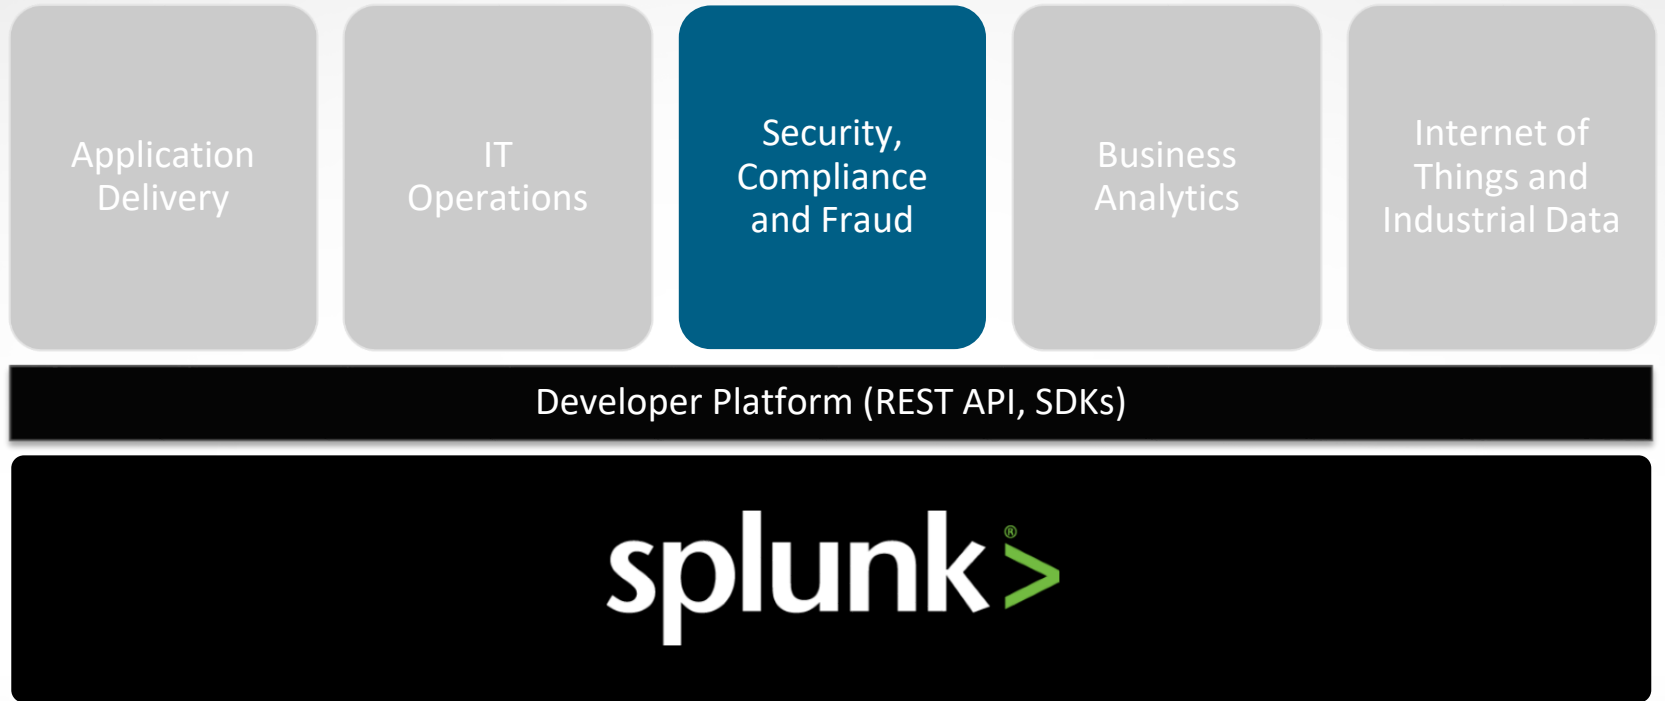 Application
Delivery
IT
Operations
Security,
Compliance
and Fraud
Business
Analytics
Internet of
Things and
Industrial Data
Developer Platform (REST API, SDKs)
splunk>®